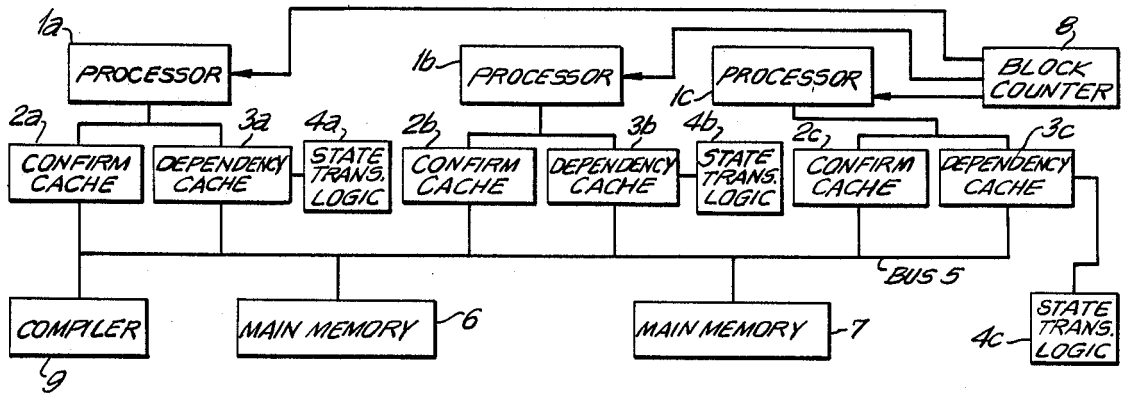 1a
PROCESSOR
1b
PROCESSOR
PROCESSOR
1c
8
BLOCK
COUNTER
2a
CONFIRM
CACHE
3a
DEPENDENCY
CACHE
4a
STATE
TRANS.
LOGIC
2b
CONFIRM
CACHE
3b
DEPENDENCY
CACHE
4b
STATE
TRANS.
LOGIC
2c
CONFIRM
CACHE
3c
DEPENDENCY
CACHE
BUS 5
COMPILER
9
MAIN MEMORY
6
MAIN MEMORY
7
4c
STATE
TRANS.
LOGIC